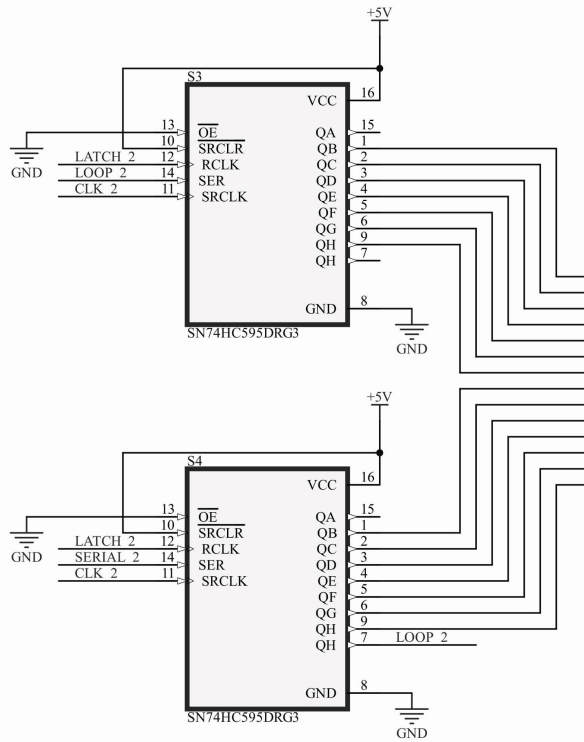 +5V
S3
16
VCC
13
OE
QA
15
10
SRCLR
QB
1
LATCH_2
12
RCLK
QC
2
LOOP_2
14
SER
QD
3
CLK_2
11
SRCLK
QE
4
QF
5
QG
6
QH
9
QH
7
GND
GND
8
GND
SN74HC595DRG3
+5V
S4
16
VCC
13
OE
QA
15
10
SRCLR
QB
1
LATCH_2
12
RCLK
QC
2
SERIAL_2
14
SER
QD
3
CLK_2
11
SRCLK
QE
4
QF
5
QG
6
QH
9
QH
7
LOOP_2
GND
GND
8
GND
SN74HC595DRG3